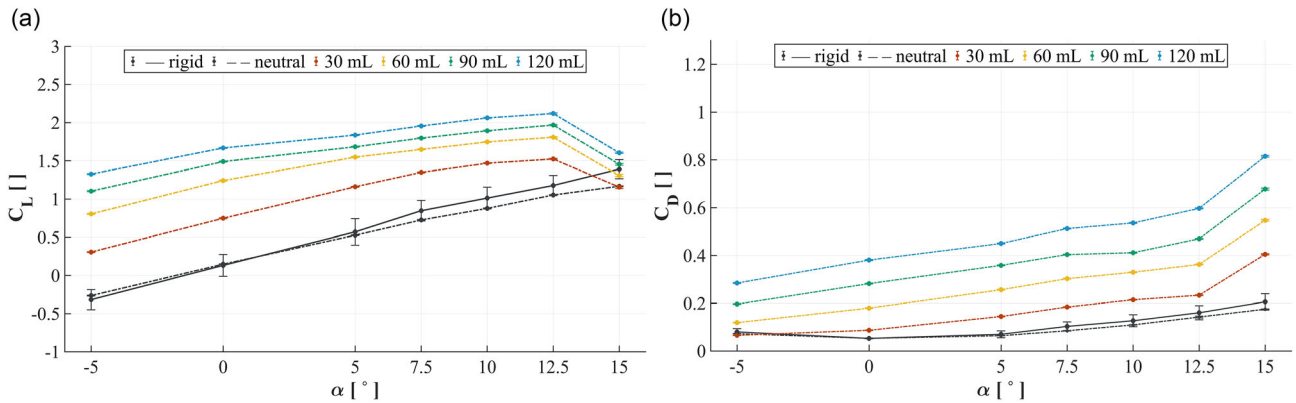 (a)
rigid neutral 30 mL 60 mL 90 mL 120 mL
3
2.5
2
1.5
1
0.5
0
-0.5
-1
C_L [ ]
-5 0 5 7.5 10 12.5 15
α [°]
(b)
rigid neutral 30 mL 60 mL 90 mL 120 mL
1.2
1
0.8
0.6
0.4
0.2
0
C_D [ ]
-5 0 5 7.5 10 12.5 15
α [°]